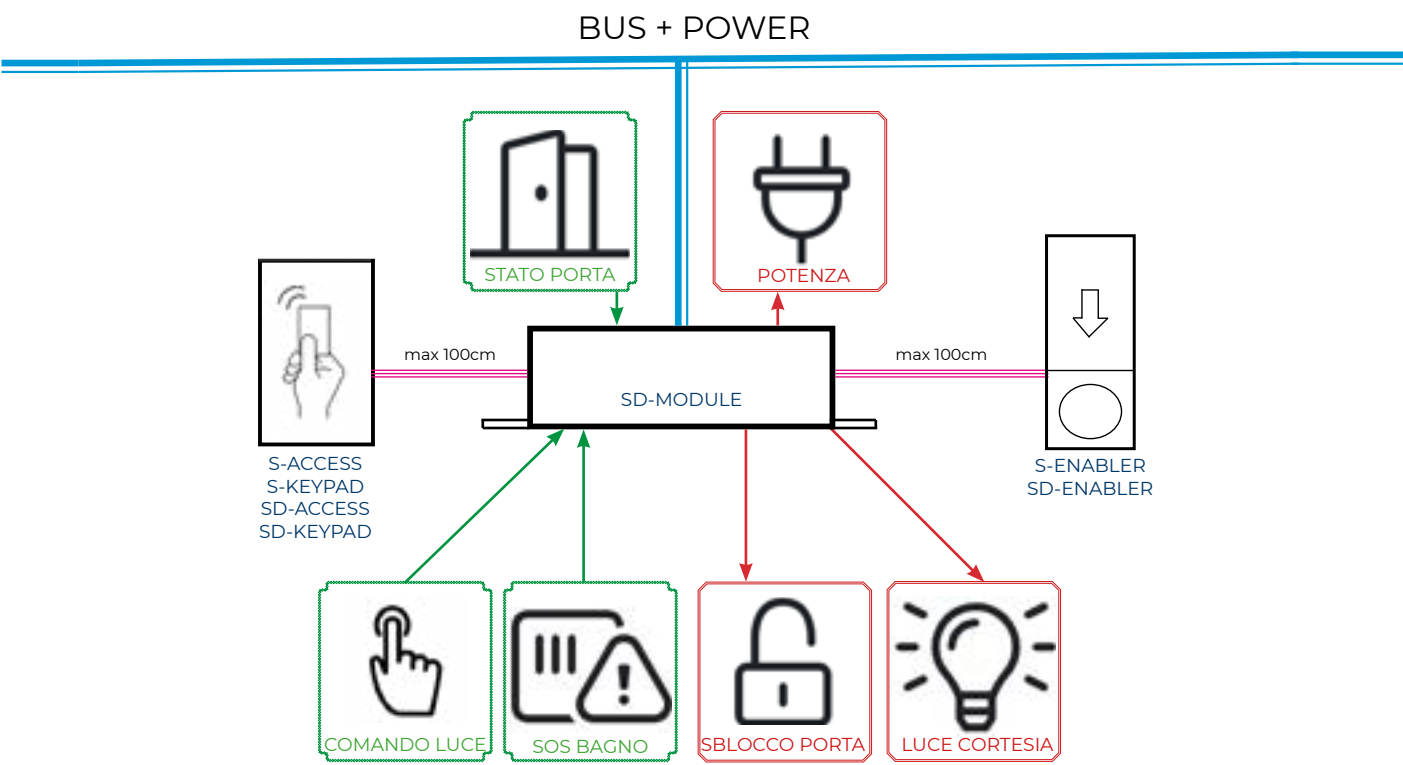 BUS + POWER
STATO PORTA
POTENZA
max 100cm
max 100cm
SD-MODULE
S-ACCESS
S-KEYPAD
SD-ACCESS
SD-KEYPAD
S-ENABLER
SD-ENABLER
COMANDO LUCE
SOS BAGNO
SBLOCCO PORTA
LUCE CORTESIA